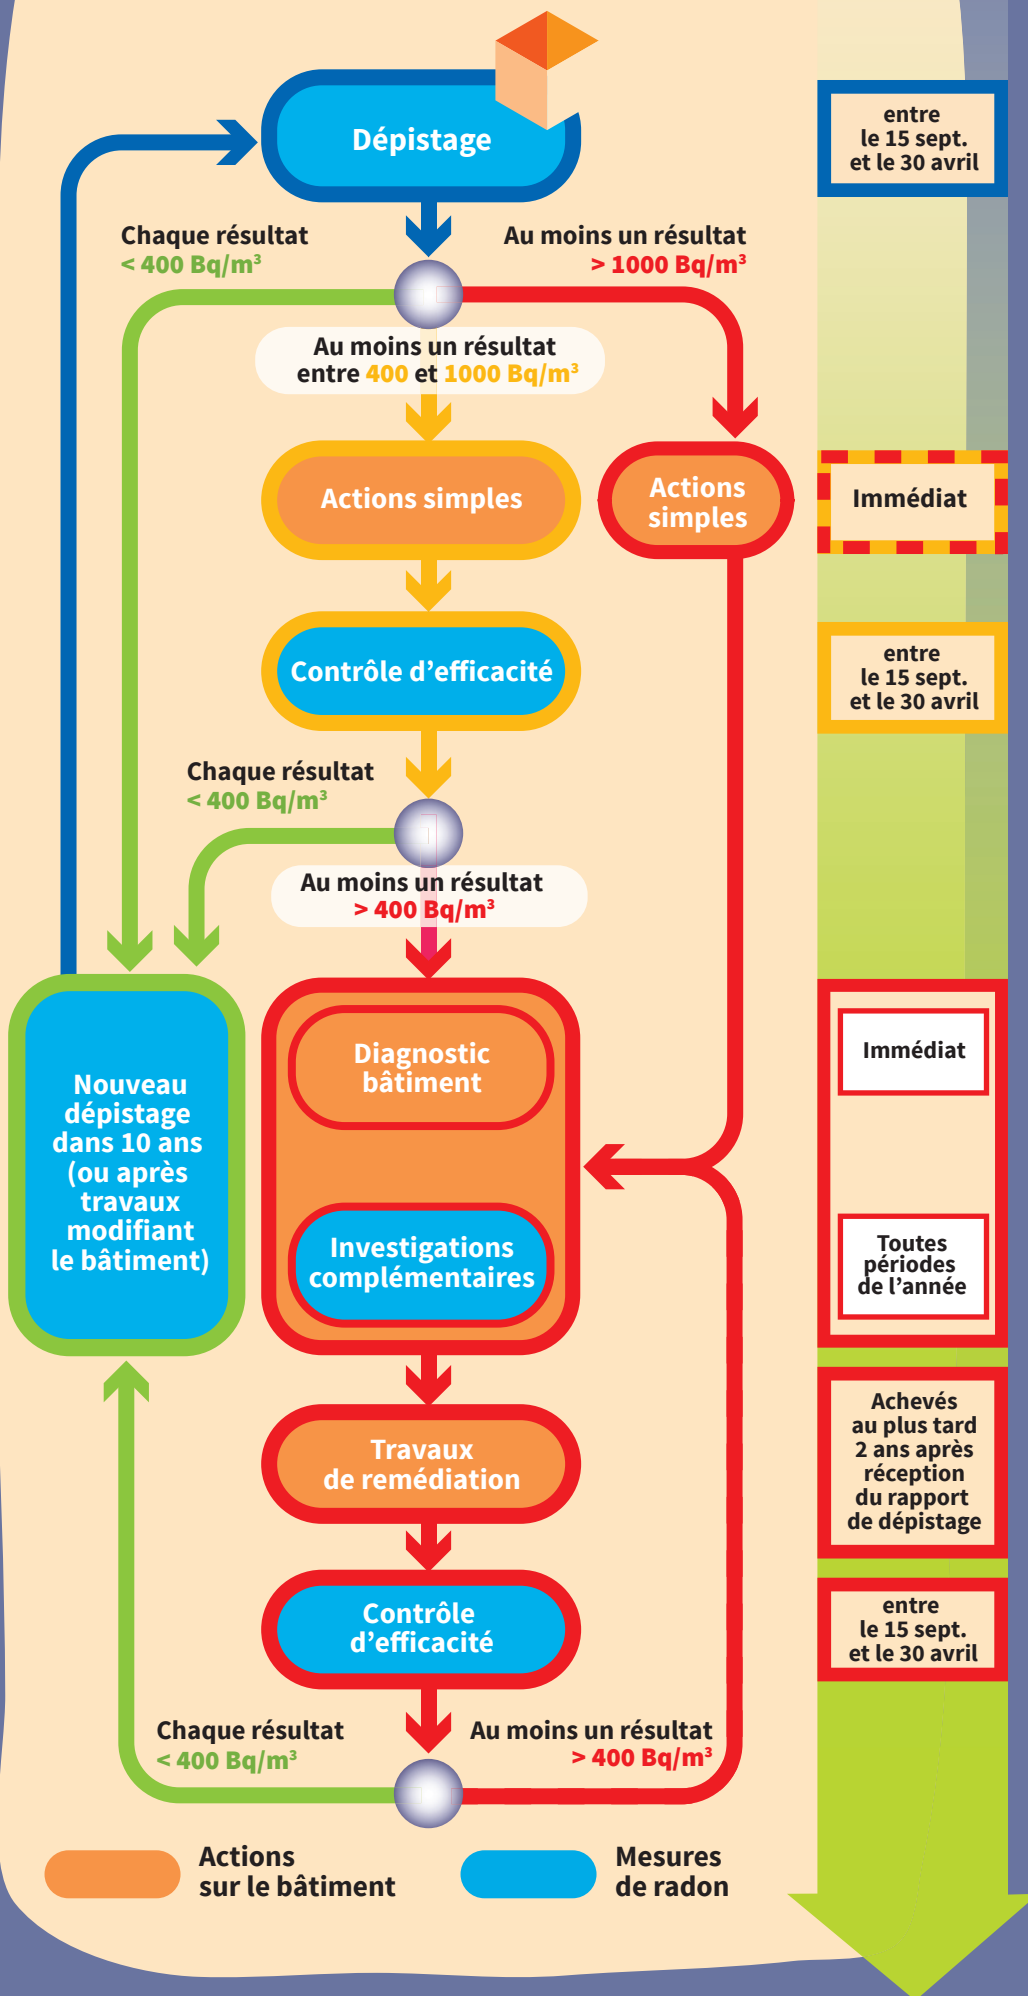 Dépistage
entre
le 15 sept.
et le 30 avril
Chaque résultat
< 400 Bq/m³
Au moins un résultat
> 1000 Bq/m³
Au moins un résultat
entre 400 et 1000 Bq/m³
Actions simples
Actions
simples
Immédiat
Contrôle d’efficacité
entre
le 15 sept.
et le 30 avril
Chaque résultat
< 400 Bq/m³
Au moins un résultat
> 400 Bq/m³
Nouveau
dépistage
dans 10 ans
(ou après
travaux
modifiant
le bâtiment)
Diagnostic
bâtiment
Immédiat
Investigations
complémentaires
Toutes
périodes
de l’année
Travaux
de remédiation
Achevés
au plus tard
2 ans après
réception
du rapport
de dépistage
Contrôle
d’efficacité
entre
le 15 sept.
et le 30 avril
Chaque résultat
< 400 Bq/m³
Au moins un résultat
> 400 Bq/m³
Actions
sur le bâtiment
Mesures
de radon